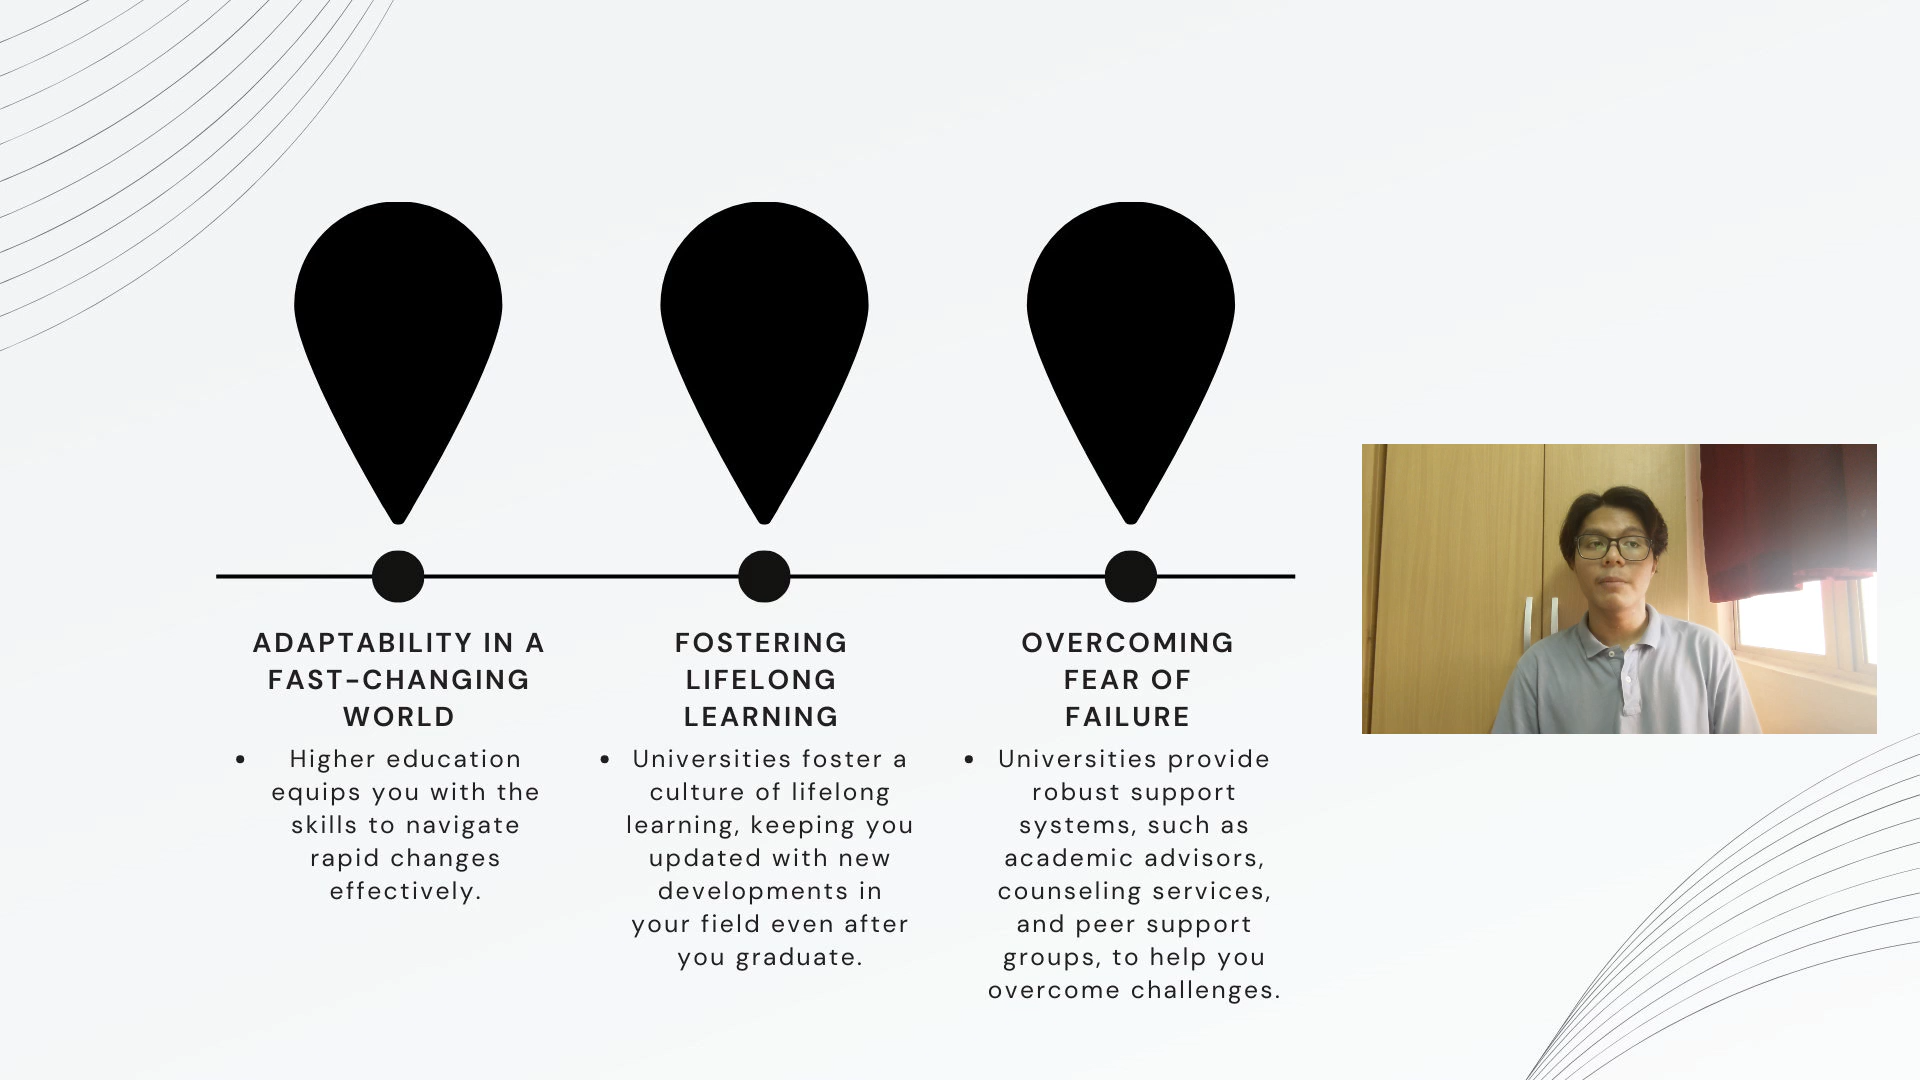 ADAPTABILITY IN A
FAST-CHANGING
WORLD
• Higher education
equips you with the
skills to navigate
rapid changes
effectively.
FOSTERING
LIFELONG
LEARNING
• Universities foster a
culture of lifelong
learning, keeping you
updated with new
developments in
your field even after
you graduate.
OVERCOMING
FEAR OF
FAILURE
• Universities provide
robust support
systems, such as
academic advisors,
counseling services,
and peer support
groups, to help you
overcome challenges.